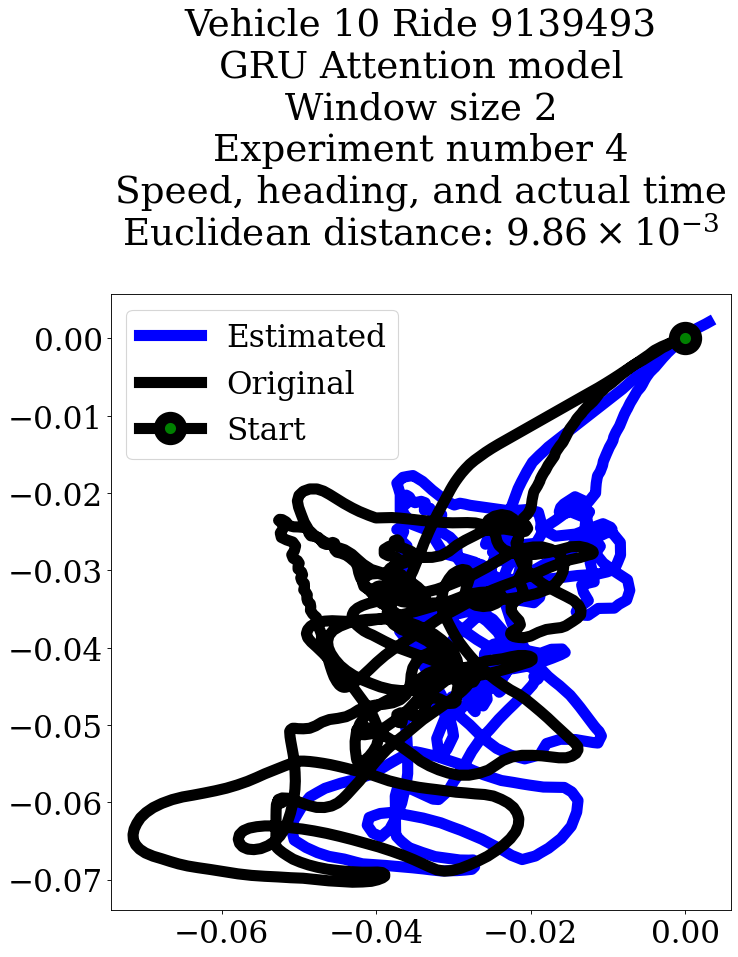 Vehicle 10 Ride 9139493
GRU Attention model
Window size 2
Experiment number 4
Speed, heading, and actual time
Euclidean distance: 9.86 × 10⁻³
Estimated
Original
Start
0.00
−0.01
−0.02
−0.03
−0.04
−0.05
−0.06
−0.07
−0.06 −0.04 −0.02 0.00